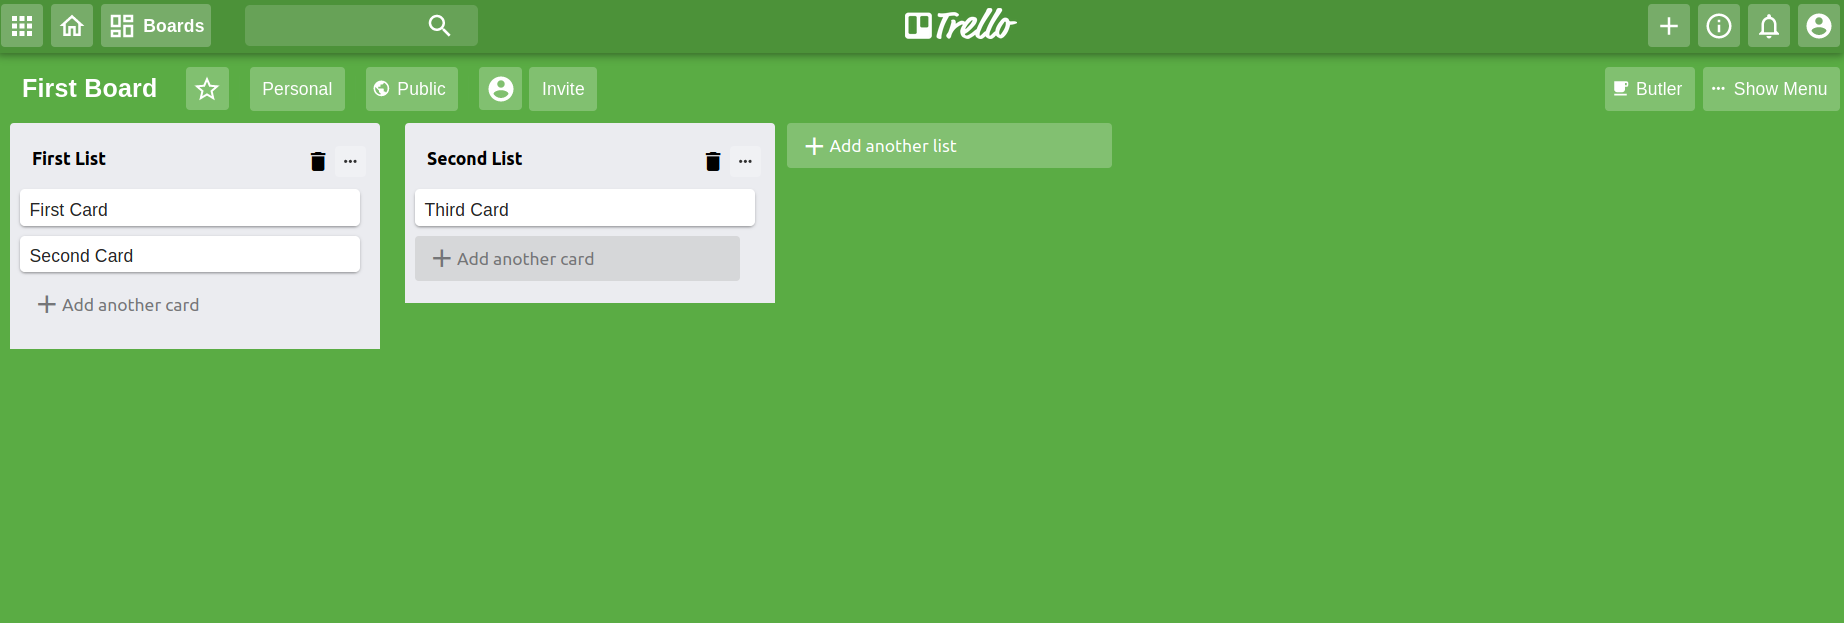 Boards
Trello
First Board
Personal
Public
Invite
Butler
Show Menu
First List
First Card
Second Card
Add another card
Second List
Third Card
Add another card
Add another list